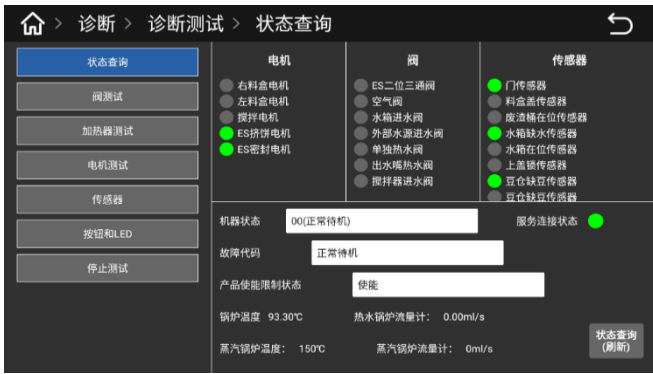 诊断 > 诊断测试 > 状态查询
状态查询
阀测试
加热器测试
电机测试
传感器
按钮和LED
停止测试
电机
右料盒电机
左料盒电机
搅拌电机
ES挤饼电机
ES密封电机
阀
ES二位三通阀
空气阀
水箱进水阀
外部水源进水阀
单独热水阀
出水嘴热水阀
搅拌器进水阀
传感器
门传感器
料盒盖传感器
废渣桶在位传感器
水箱缺水传感器
水箱在位传感器
上盖锁传感器
豆仓缺豆传感器
豆仓缺豆传感器
机器状态 00(正常待机) 服务连接状态
故障代码 正常待机
产品使能限制状态 使能
锅炉温度 93.30℃ 热水锅炉流量计： 0.00ml/s
蒸汽锅炉温度： 150℃ 蒸汽锅炉流量计： 0ml/s
状态查询
(刷新)